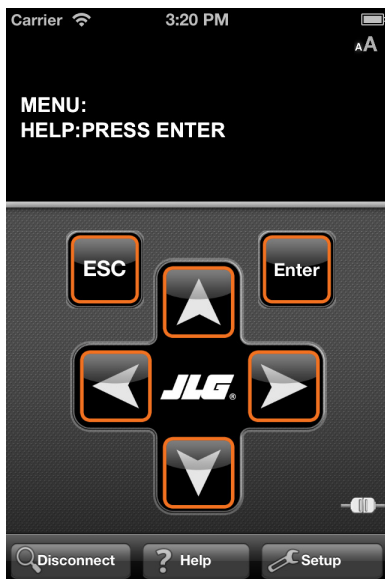 Carrier 3:20 PM
AA
MENU:
HELP:PRESS ENTER
ESC
Enter
JLG®
Disconnect
? Help
Setup